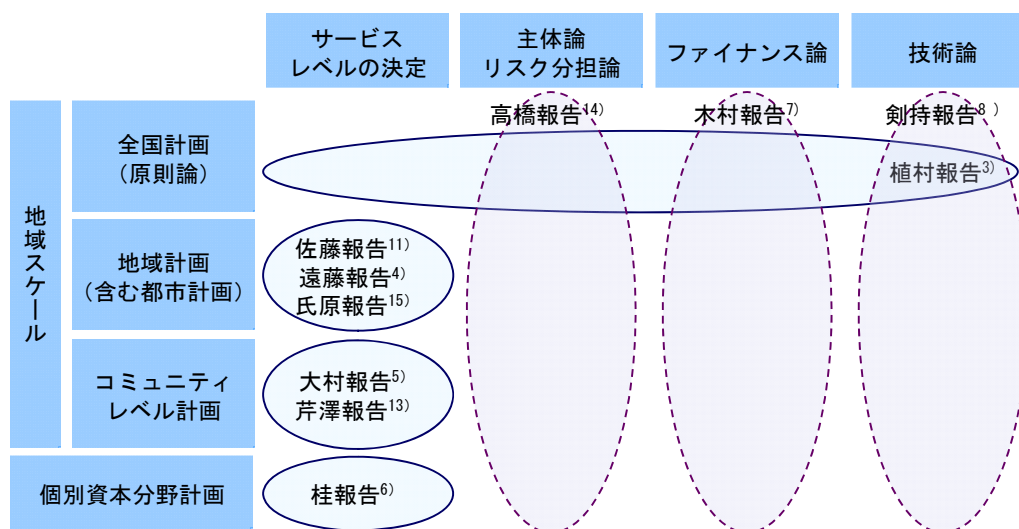 サービス
レベルの決定
主体論
リスク分担論
ファイナンス論
技術論
地域スケール
全国計画
(原則論)
高橋報告14)
木村報告7)
剣持報告8 )
植村報告3)
地域計画
(含む都市計画)
佐藤報告11)
遠藤報告4)
氏原報告15)
コミュニティ
レベル計画
大村報告5)
芹澤報告13)
個別資本分野計画
桂報告6)